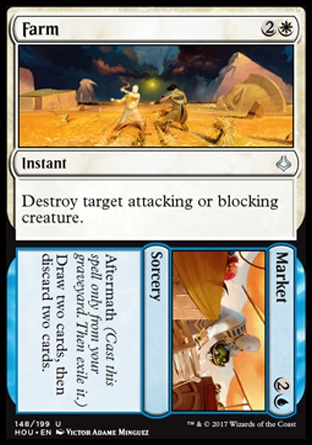 Farm 2
Instant
Destroy target attacking or blocking
creature.
Market 2
Sorcery
Aftermath (Cast this
spell only from your
graveyard. Then exile it.)
Draw two cards, then
discard two cards.
148/199 U
HOU • EN VICTOR ADAME MINGUEZ
™ & © 2017 Wizards of the Coast